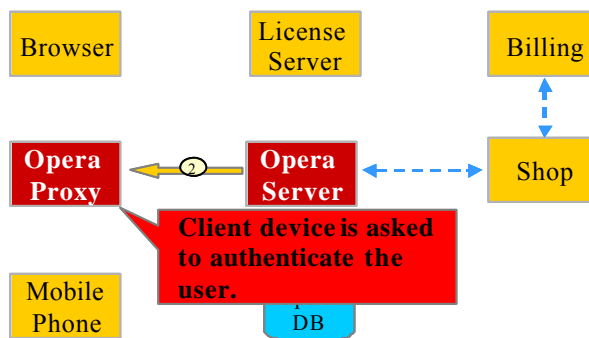 Browser
License
Server
Billing
Opera
Proxy
2
Opera
Server
Shop
Client device is asked
to authenticate the
user.
Mobile
Phone
DB